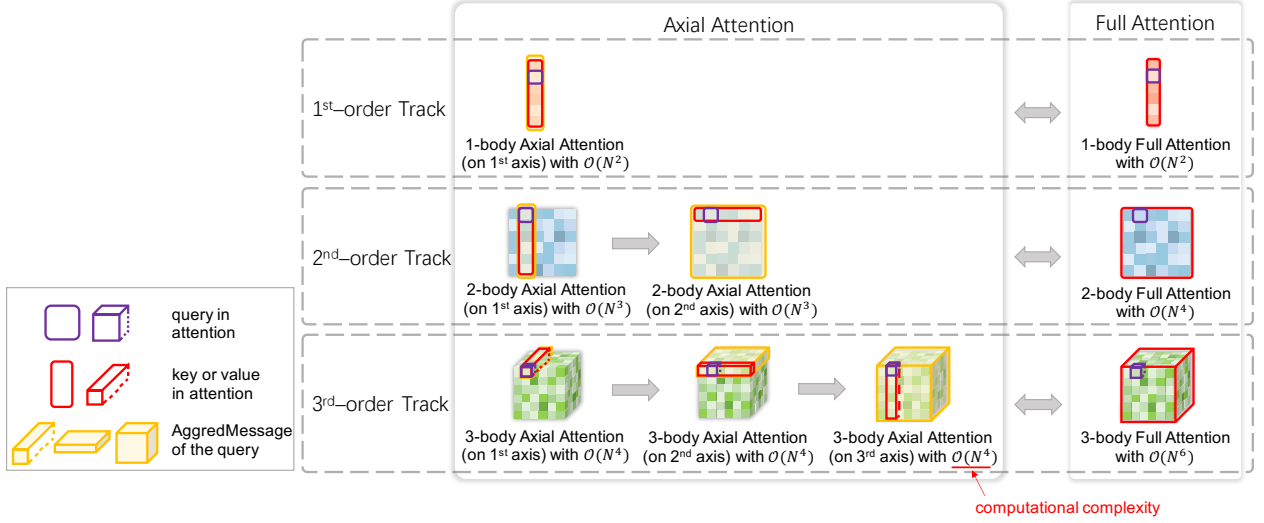 Axial Attention
Full Attention
1st–order Track
1-body Axial Attention
(on 1st axis) with 𝒪(N²)
1-body Full Attention
with 𝒪(N²)
2nd–order Track
2-body Axial Attention
(on 1st axis) with 𝒪(N³)
2-body Axial Attention
(on 2nd axis) with 𝒪(N³)
2-body Full Attention
with 𝒪(N⁴)
query in
attention
key or value
in attention
AggredMessage
of the query
3rd–order Track
3-body Axial Attention
(on 1st axis) with 𝒪(N⁴)
3-body Axial Attention
(on 2nd axis) with 𝒪(N⁴)
3-body Axial Attention
(on 3rd axis) with 𝒪(N⁴)
3-body Full Attention
with 𝒪(N⁶)
computational complexity